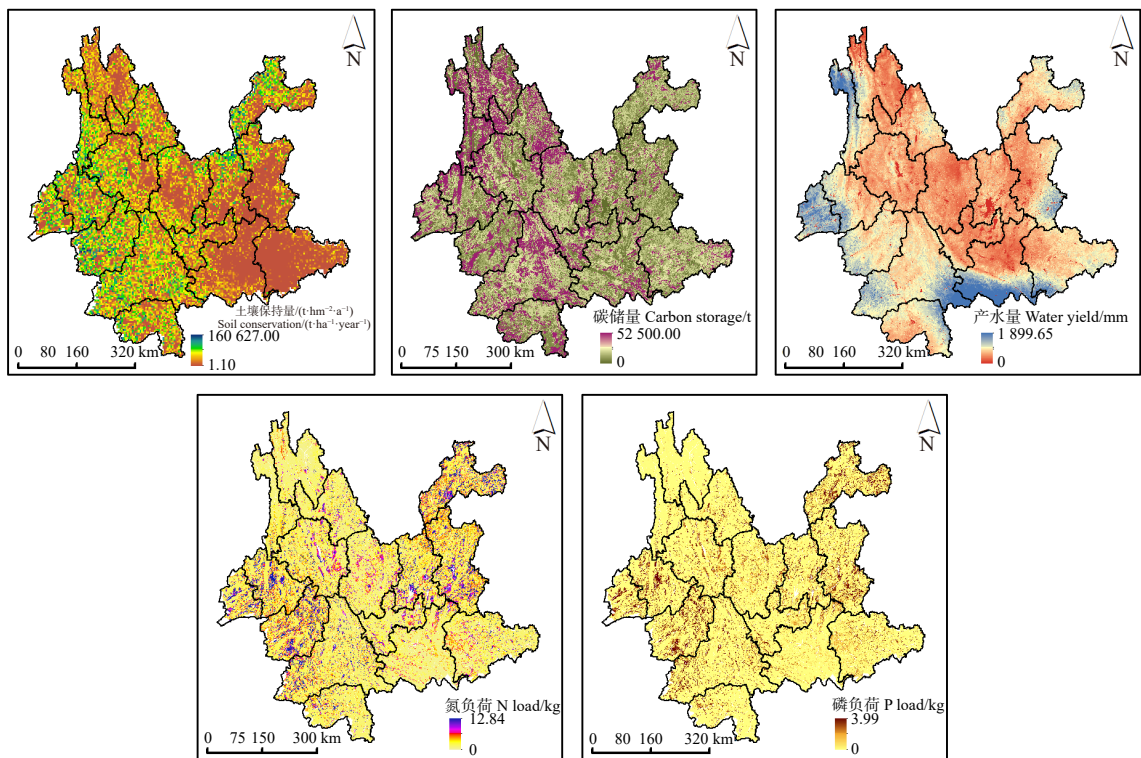 N
土壤保持量/(t·hm⁻²·a⁻¹)
Soil conservation/(t·ha⁻¹·year⁻¹)
160 627.00
1.10
0 80 160 320 km
N
碳储量 Carbon storage/t
52 500.00
0
0 75 150 300 km
N
产水量 Water yield/mm
1 899.65
0
0 80 160 320 km
N
氮负荷 N load/kg
12.84
0
0 75 150 300 km
N
磷负荷 P load/kg
3.99
0
0 80 160 320 km